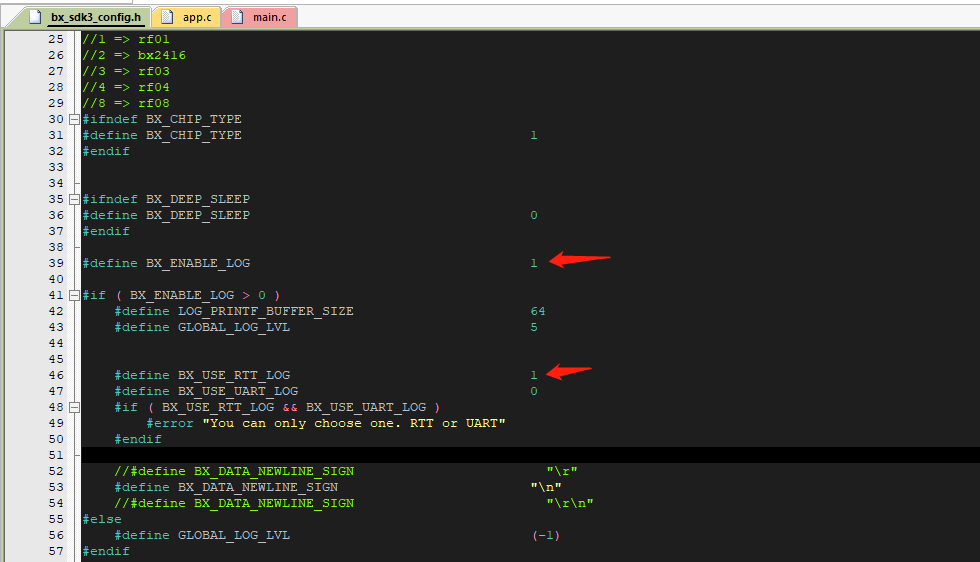 bx_sdk3_config.h app.c main.c
25 //1 => rf01
26 //2 => bx2416
27 //3 => rf03
28 //4 => rf04
29 //8 => rf08
30 #ifndef BX_CHIP_TYPE
31 #define BX_CHIP_TYPE 1
32 #endif
33
34
35 #ifndef BX_DEEP_SLEEP
36 #define BX_DEEP_SLEEP 0
37 #endif
38
39 #define BX_ENABLE_LOG 1
40
41 #if ( BX_ENABLE_LOG > 0 )
42 #define LOG_PRINTF_BUFFER_SIZE 64
43 #define GLOBAL_LOG_LVL 5
44
45
46 #define BX_USE_RTT_LOG 1
47 #define BX_USE_UART_LOG 0
48 #if ( BX_USE_RTT_LOG && BX_USE_UART_LOG )
49 #error "You can only choose one. RTT or UART"
50 #endif
51
52 //#define BX_DATA_NEWLINE_SIGN "\r"
53 #define BX_DATA_NEWLINE_SIGN "\n"
54 //#define BX_DATA_NEWLINE_SIGN "\r\n"
55 #else
56 #define GLOBAL_LOG_LVL (-1)
57 #endif